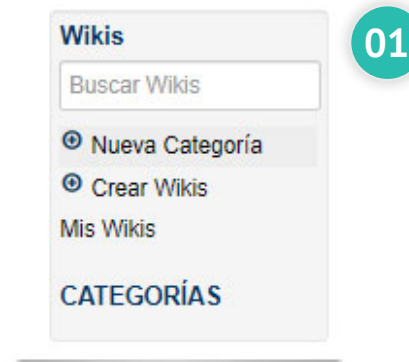 Wikis
01
Buscar Wikis
Nueva Categoría
Crear Wikis
Mis Wikis
CATEGORÍAS